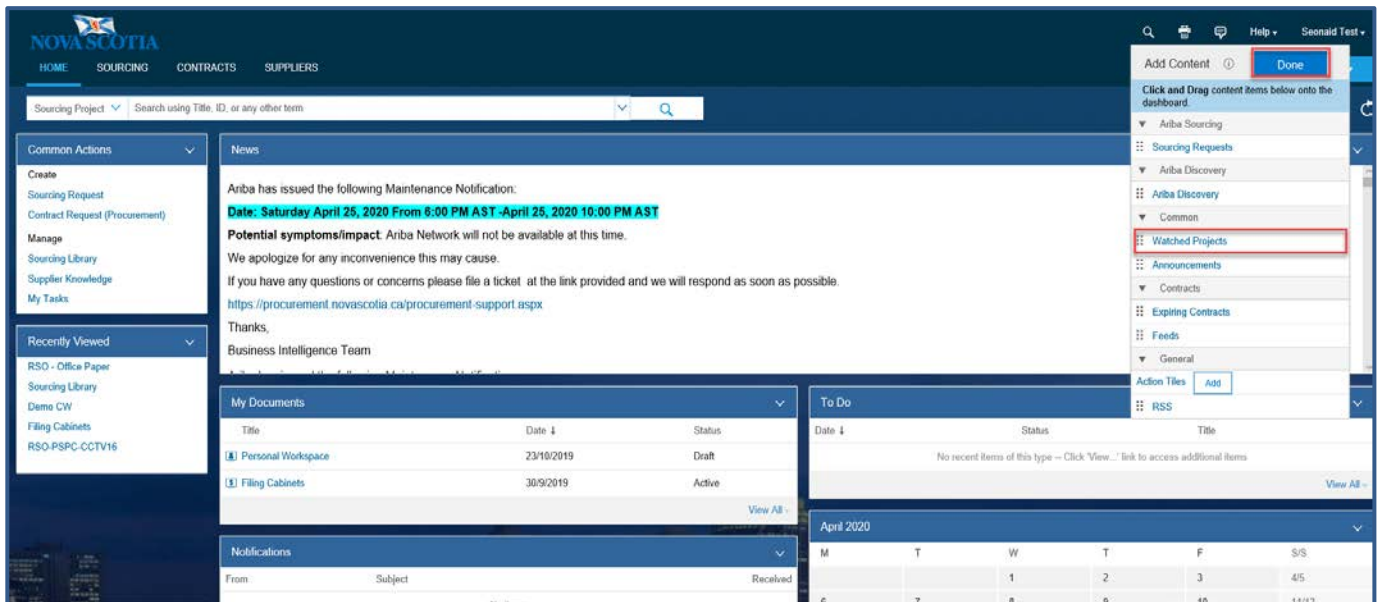 NOVA SCOTIA
Help
Seonaid Test
HOME SOURCING CONTRACTS SUPPLIERS
Sourcing Project Search using Title, ID, or any other term
Add Content Done
Click and Drag content items below onto the
dashboard.
Ariba Sourcing
Sourcing Requests
Ariba Discovery
Ariba Discovery
Common
Watched Projects
Announcements
Contracts
Expiring Contracts
Feeds
General
Action Tiles Add
RSS
Common Actions
Create
Sourcing Request
Contract Request (Procurement)
Manage
Sourcing Library
Supplier Knowledge
My Tasks
Recently Viewed
RSO - Office Paper
Sourcing Library
Demo CW
Filing Cabinets
RSO-PSPC-CCTV16
News
Ariba has issued the following Maintenance Notification:
Date: Saturday April 25, 2020 From 6:00 PM AST -April 25, 2020 10:00 PM AST
Potential symptoms/impact: Ariba Network will not be available at this time.
We apologize for any inconvenience this may cause.
If you have any questions or concerns please file a ticket at the link provided and we will respond as soon as possible.
https://procurement.novascotia.ca/procurement-support.aspx
Thanks,
Business Intelligence Team
My Documents
Title Date ↓ Status
Personal Workspace 23/10/2019 Draft
Filing Cabinets 30/9/2019 Active
View All
Notifications
From Subject Received
To Do
Date ↓ Status Title
No recent items of this type -- Click 'View...' link to access additional items
View All
April 2020
M T W T F S/S
1 2 3 4/5